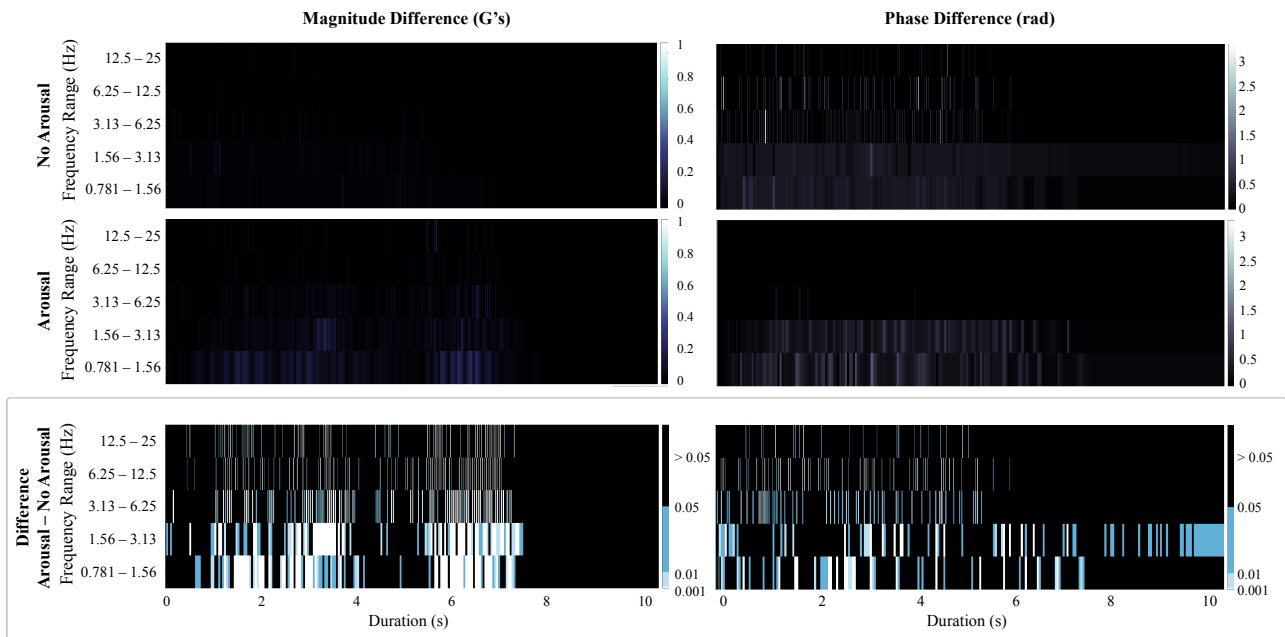 Magnitude Difference (G's)
Phase Difference (rad)
No Arousal
Frequency Range (Hz)
12.5 – 25
6.25 – 12.5
3.13 – 6.25
1.56 – 3.13
0.781 – 1.56
1
0.8
0.6
0.4
0.2
0
3
2.5
2
1.5
1
0.5
0
Arousal
Frequency Range (Hz)
12.5 – 25
6.25 – 12.5
3.13 – 6.25
1.56 – 3.13
0.781 – 1.56
1
0.8
0.6
0.4
0.2
0
3
2.5
2
1.5
1
0.5
0
Difference
Arousal – No Arousal
Frequency Range (Hz)
12.5 – 25
6.25 – 12.5
3.13 – 6.25
1.56 – 3.13
0.781 – 1.56
> 0.05
0.05
0.01
0.001
> 0.05
0.05
0.01
0.001
0 2 4 6 8 10
0 2 4 6 8 10
Duration (s)
Duration (s)